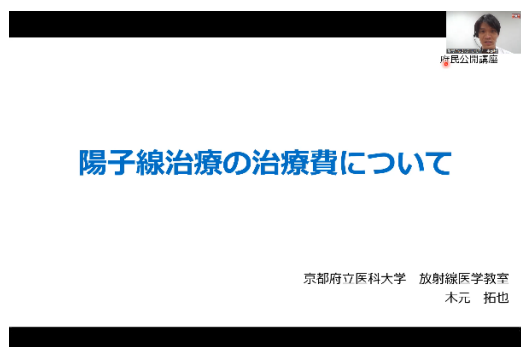 府民公開講座
陽子線治療の治療費について
京都府立医科大学　放射線医学教室
木元　拓也